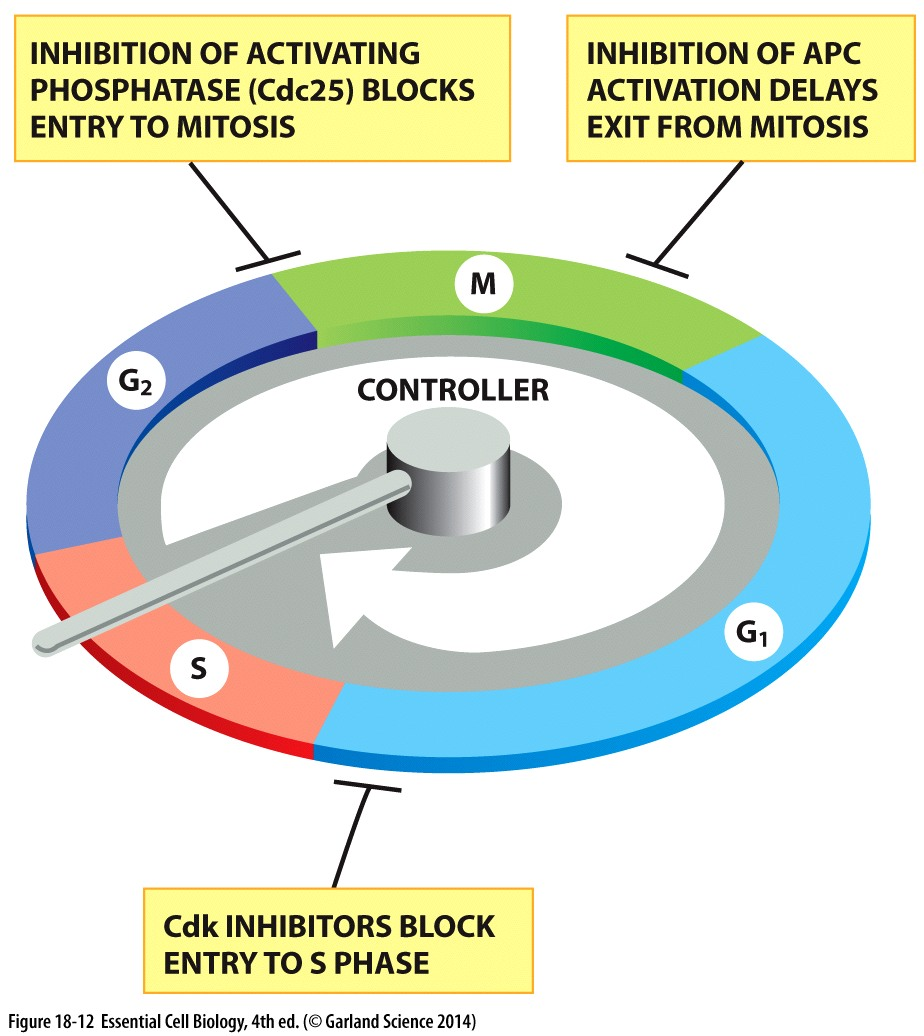 INHIBITION OF ACTIVATING
PHOSPHATASE (Cdc25) BLOCKS
ENTRY TO MITOSIS
INHIBITION OF APC
ACTIVATION DELAYS
EXIT FROM MITOSIS
M
G₂
CONTROLLER
G₁
S
Cdk INHIBITORS BLOCK
ENTRY TO S PHASE
Figure 18-12 Essential Cell Biology, 4th ed. (© Garland Science 2014)